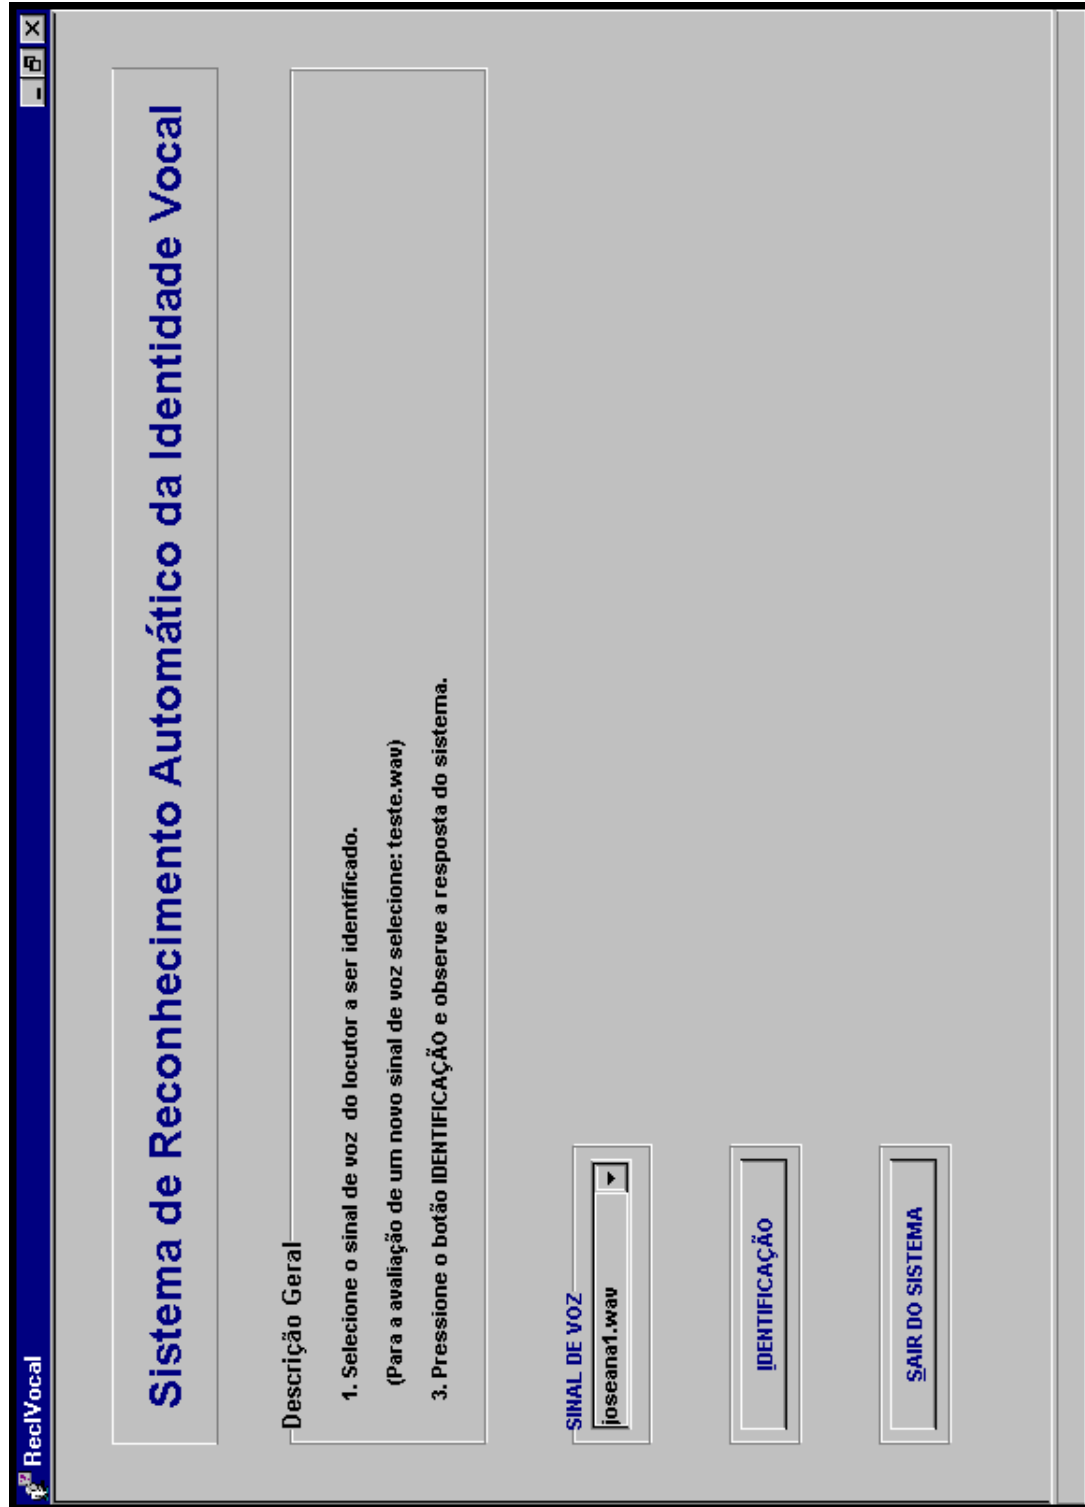 RecIVocal
Sistema de Reconhecimento Automático da Identidade Vocal
Descrição Geral
1. Selecione o sinal de voz do locutor a ser identificado.
(Para a avaliação de um novo sinal de voz selecione: teste.wav)
3. Pressione o botão IDENTIFICAÇÃO e observe a resposta do sistema.
SINAL DE VOZ
joseana1.wav
IDENTIFICAÇÃO
SAIR DO SISTEMA